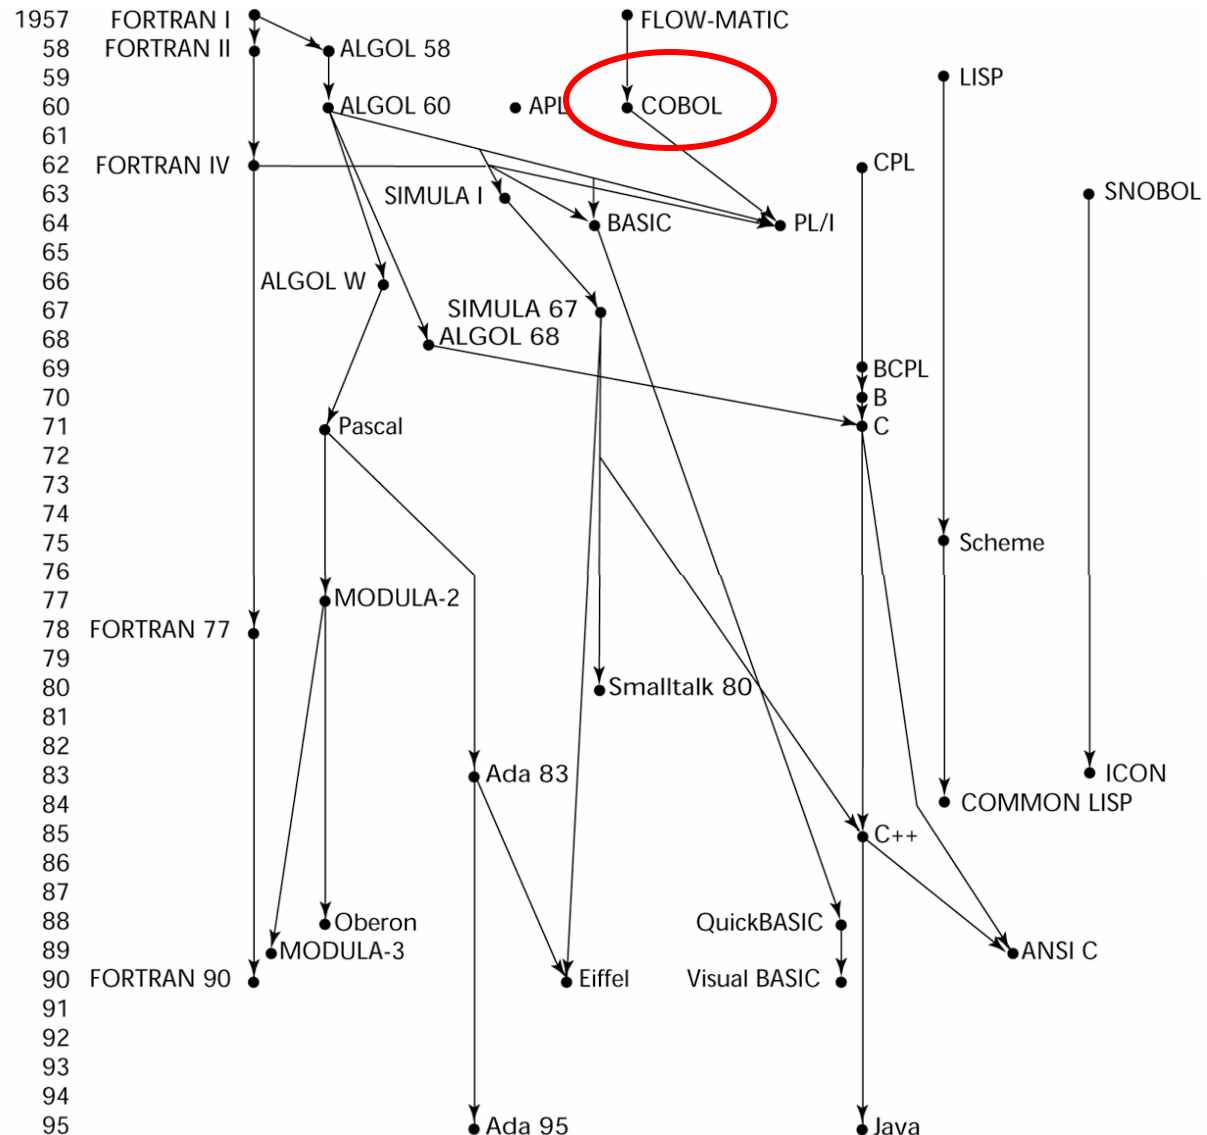 1957 FORTRAN I FLOW-MATIC
58 FORTRAN II ALGOL 58
59 LISP
60 ALGOL 60 APL COBOL
61
62 FORTRAN IV CPL
63 SIMULA I SNOBOL
64 BASIC PL/I
65
66 ALGOL W
67 SIMULA 67
68 ALGOL 68
69 BCPL
70 B
71 Pascal C
72
73
74
75 Scheme
76
77 MODULA-2
78 FORTRAN 77
79
80 Smalltalk 80
81
82
83 Ada 83 ICON
84 COMMON LISP
85 C++
86
87
88 Oberon QuickBASIC
89 MODULA-3 ANSI C
90 FORTRAN 90 Eiffel Visual BASIC
91
92
93
94
95 Ada 95 Java